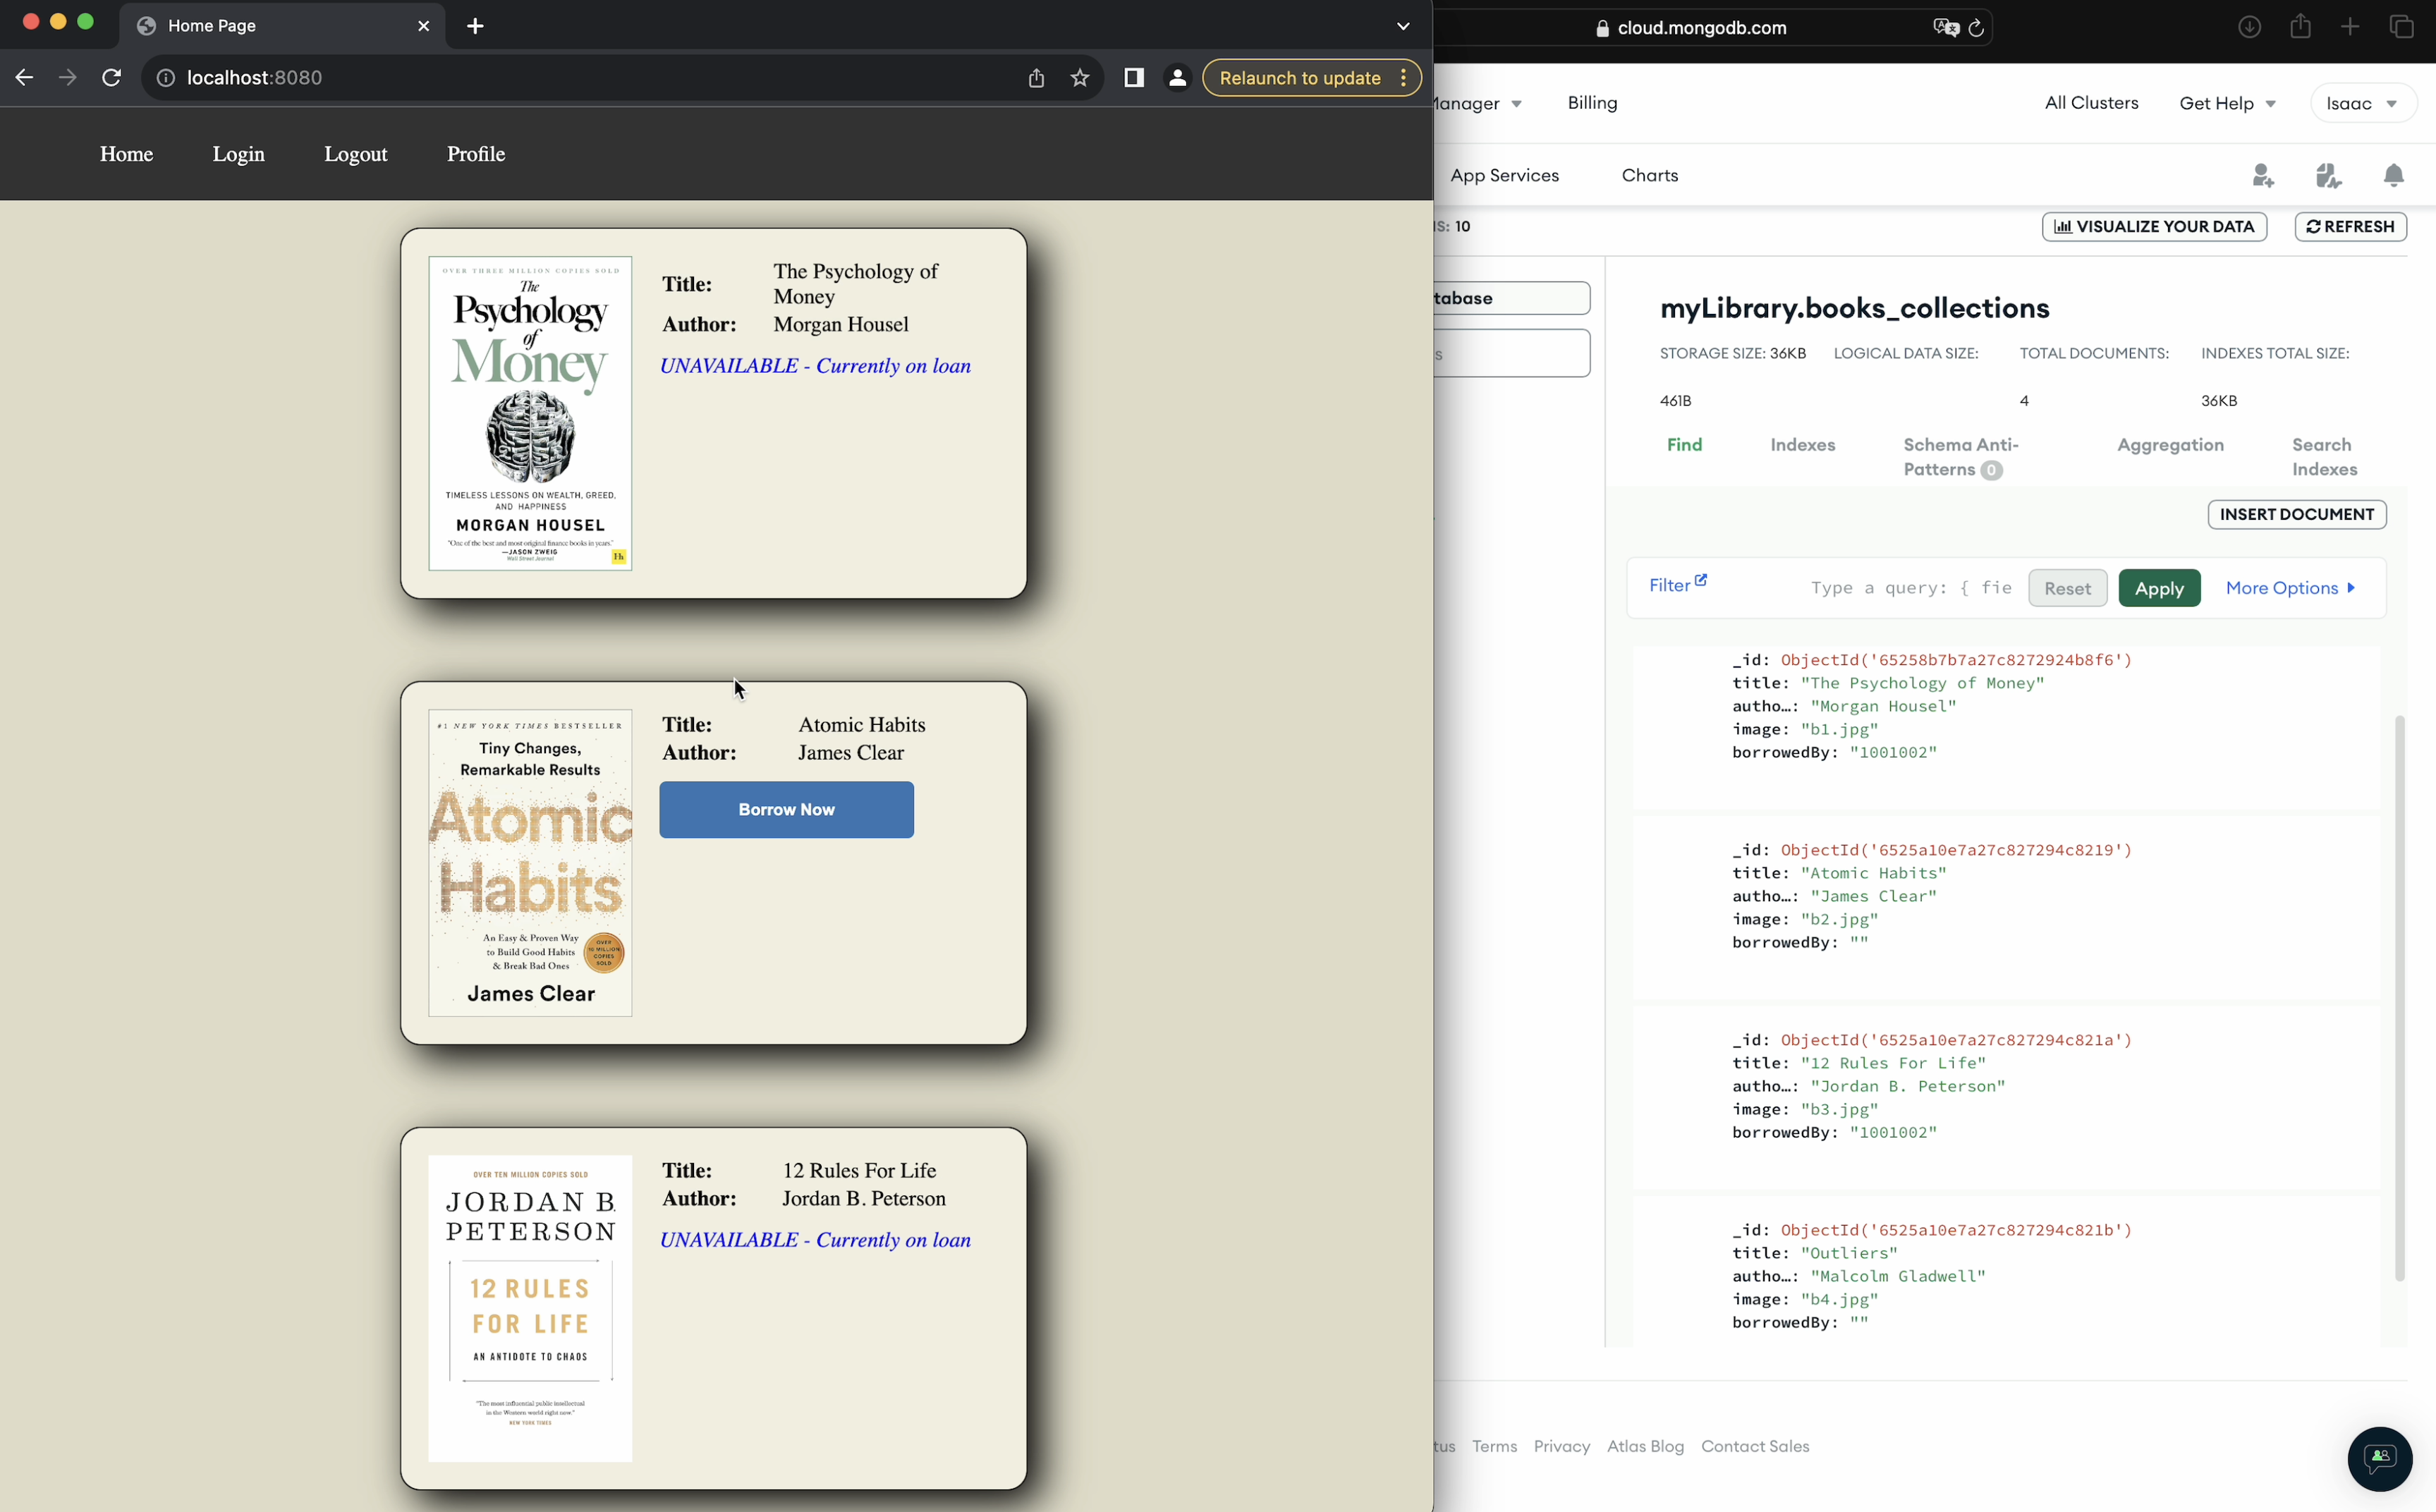 Home Page
localhost:8080
Relaunch to update
Home Login Logout Profile
OVER THREE MILLION COPIES SOLD
The
Psychology
of
Money
TIMELESS LESSONS ON WEALTH, GREED,
AND HAPPINESS
MORGAN HOUSEL
"One of the best and most original finance books in years."
—JASON ZWEIG
Wall Street Journal
Hh
Title: The Psychology of
Money
Author: Morgan Housel
UNAVAILABLE - Currently on loan
#1 NEW YORK TIMES BESTSELLER
Tiny Changes,
Remarkable Results
Atomic
Habits
An Easy & Proven Way
to Build Good Habits
& Break Bad Ones
OVER
MILLION
COPIES
SOLD
James Clear
Title: Atomic Habits
Author: James Clear
Borrow Now
OVER TEN MILLION COPIES SOLD
JORDAN B.
PETERSON
12 RULES
FOR LIFE
AN ANTIDOTE TO CHAOS
"The most influential public intellectual
in the Western world right now."
NEW YORK TIMES
Title: 12 Rules For Life
Author: Jordan B. Peterson
UNAVAILABLE - Currently on loan
cloud.mongodb.com
Manager Billing All Clusters Get Help Isaac
App Services Charts
S: 10 VISUALIZE YOUR DATA REFRESH
tabase
s
myLibrary.books_collections
STORAGE SIZE: 36KB LOGICAL DATA SIZE: TOTAL DOCUMENTS: INDEXES TOTAL SIZE:
461B 4 36KB
Find Indexes Schema Anti- Aggregation Search
Patterns 0 Indexes
INSERT DOCUMENT
Filter Type a query: { fie Reset Apply More Options
_id: ObjectId('65258b7b7a27c8272924b8f6')
title: "The Psychology of Money"
autho…: "Morgan Housel"
image: "b1.jpg"
borrowedBy: "1001002"
_id: ObjectId('6525a10e7a27c827294c8219')
title: "Atomic Habits"
autho…: "James Clear"
image: "b2.jpg"
borrowedBy: ""
_id: ObjectId('6525a10e7a27c827294c821a')
title: "12 Rules For Life"
autho…: "Jordan B. Peterson"
image: "b3.jpg"
borrowedBy: "1001002"
_id: ObjectId('6525a10e7a27c827294c821b')
title: "Outliers"
autho…: "Malcolm Gladwell"
image: "b4.jpg"
borrowedBy: ""
tus Terms Privacy Atlas Blog Contact Sales